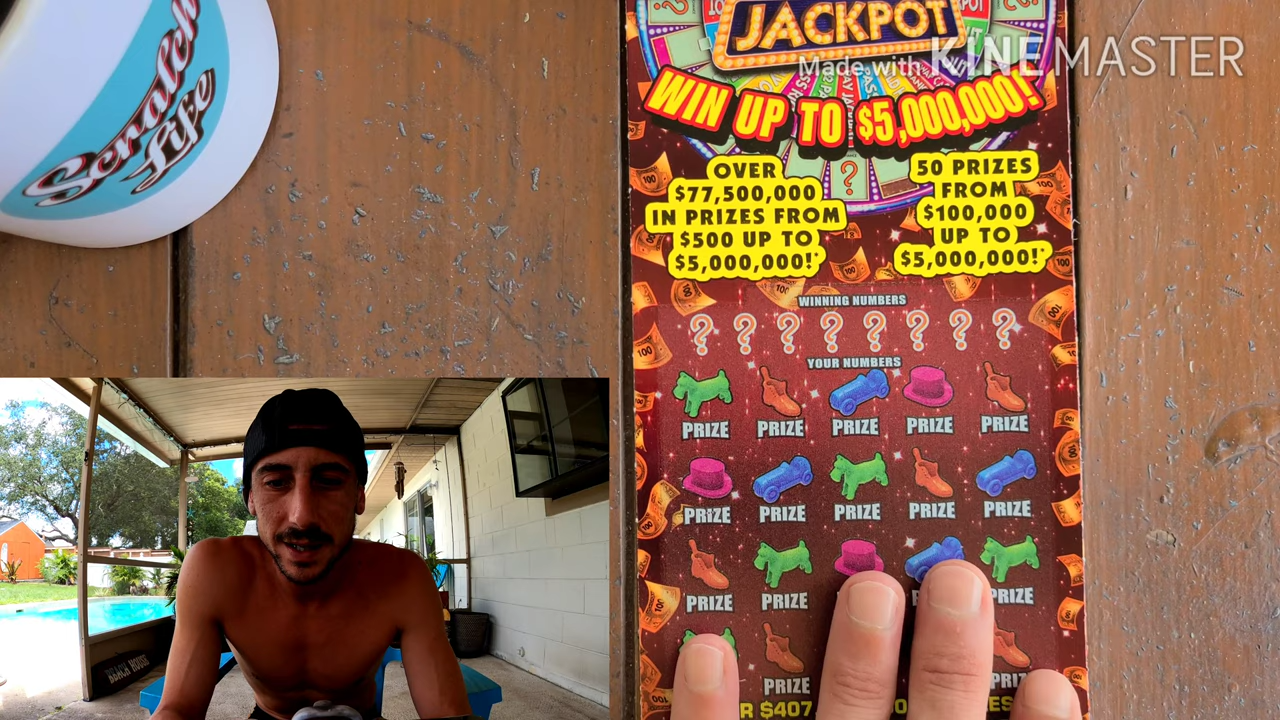 Scratch
Life
JACKPOT
Made with KINEMASTER
WIN UP TO $5,000,000!
OVER
$77,500,000
IN PRIZES FROM
$500 UP TO
$5,000,000!*
50 PRIZES
FROM
$100,000
UP TO
$5,000,000!*
WINNING NUMBERS
? ? ? ? ? ? ? ?
YOUR NUMBERS
PRIZE PRIZE PRIZE PRIZE PRIZE
PRIZE PRIZE PRIZE PRIZE PRIZE
PRIZE PRIZE PRIZE
PRIZE
BEACH HOUSE